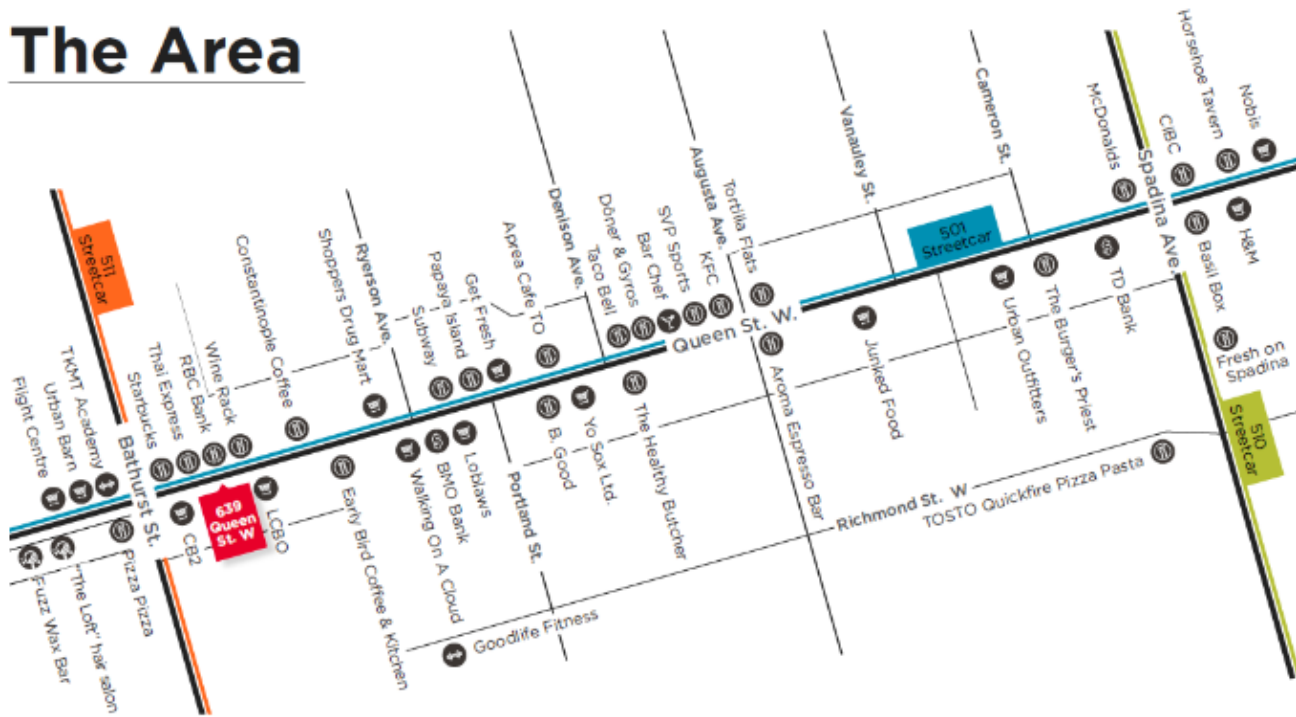 The Area
511
Streetcar
Flight Centre
Urban Barn
TKMT Academy
Bathurst St.
Starbucks
Thai Express
RBC Bank
Wine Rack
Constantinople Coffee
Shoppers Drug Mart
Ryerson Ave.
Subway
Papaya Island
Get Fresh
Aprea Cafe TO
Denison Ave.
Taco Bell
Döner & Gyros
Bar Chef
SVP Sports
KFC
Augusta Ave.
Tortilla Flats
Queen St. W.
Vanauley St.
501
Streetcar
Cameron St.
McDonalds
Spadina Ave.
CIBC
Horsehoe Tavern
Nobis
Fuzz Wax Bar
"The Loft" hair salon
Pizza Pizza
CB2
639
Queen
St. W
LCBO
Early Bird Coffee & Kitchen
Walking On A Cloud
BMO Bank
Loblaws
Portland St.
B. Good
Yo Sox Ltd.
The Healthy Butcher
Aroma Espresso Bar
Junked Food
Urban Outfitters
The Burger's Priest
TD Bank
Basil Box
H&M
Fresh on
Spadina
510
Streetcar
Richmond St. W
TOSTO Quickfire Pizza Pasta
Goodlife Fitness